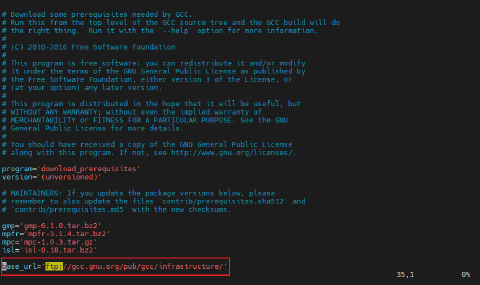 # Download some prerequisites needed by GCC.
# Run this from the top level of the GCC source tree and the GCC build will do
# the right thing.  Run it with the `--help` option for more information.
#
# (C) 2010-2016 Free Software Foundation
#
# This program is free software: you can redistribute it and/or modify
# it under the terms of the GNU General Public License as published by
# the Free Software Foundation, either version 3 of the License, or
# (at your option) any later version.
#
# This program is distributed in the hope that it will be useful, but
# WITHOUT ANY WARRANTY; without even the implied warranty of
# MERCHANTABILITY or FITNESS FOR A PARTICULAR PURPOSE. See the GNU
# General Public License for more details.
#
# You should have received a copy of the GNU General Public License
# along with this program. If not, see http://www.gnu.org/licenses/.

program='download_prerequisites'
version='(unversioned)'

# MAINTAINERS: If you update the package versions below, please
# remember to also update the files `contrib/prerequisites.sha512` and
# `contrib/prerequisites.md5` with the new checksums.

gmp='gmp-6.1.0.tar.bz2'
mpfr='mpfr-3.1.4.tar.bz2'
mpc='mpc-1.0.3.tar.gz'
isl='isl-0.18.tar.bz2'

base_url='ftp://gcc.gnu.org/pub/gcc/infrastructure/'
35,1 0%